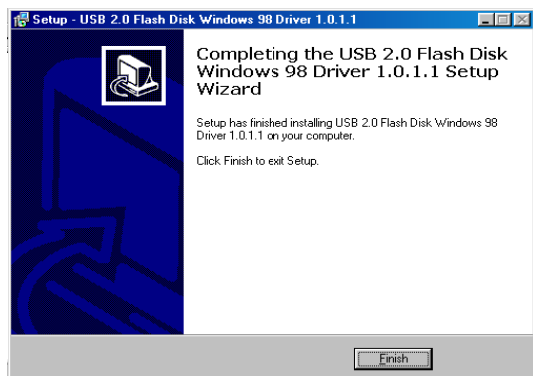 Setup - USB 2.0 Flash Disk Windows 98 Driver 1.0.1.1
Completing the USB 2.0 Flash Disk
Windows 98 Driver 1.0.1.1 Setup
Wizard
Setup has finished installing USB 2.0 Flash Disk Windows 98
Driver 1.0.1.1 on your computer.
Click Finish to exit Setup.
Finish